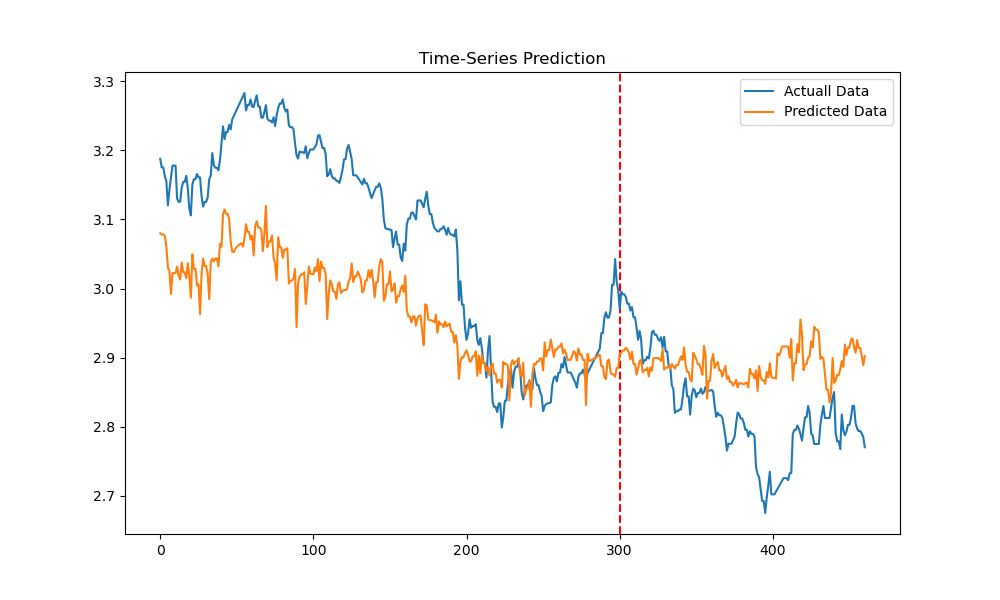 Time-Series Prediction
Actuall Data
Predicted Data
3.3
3.2
3.1
3.0
2.9
2.8
2.7
0 100 200 300 400